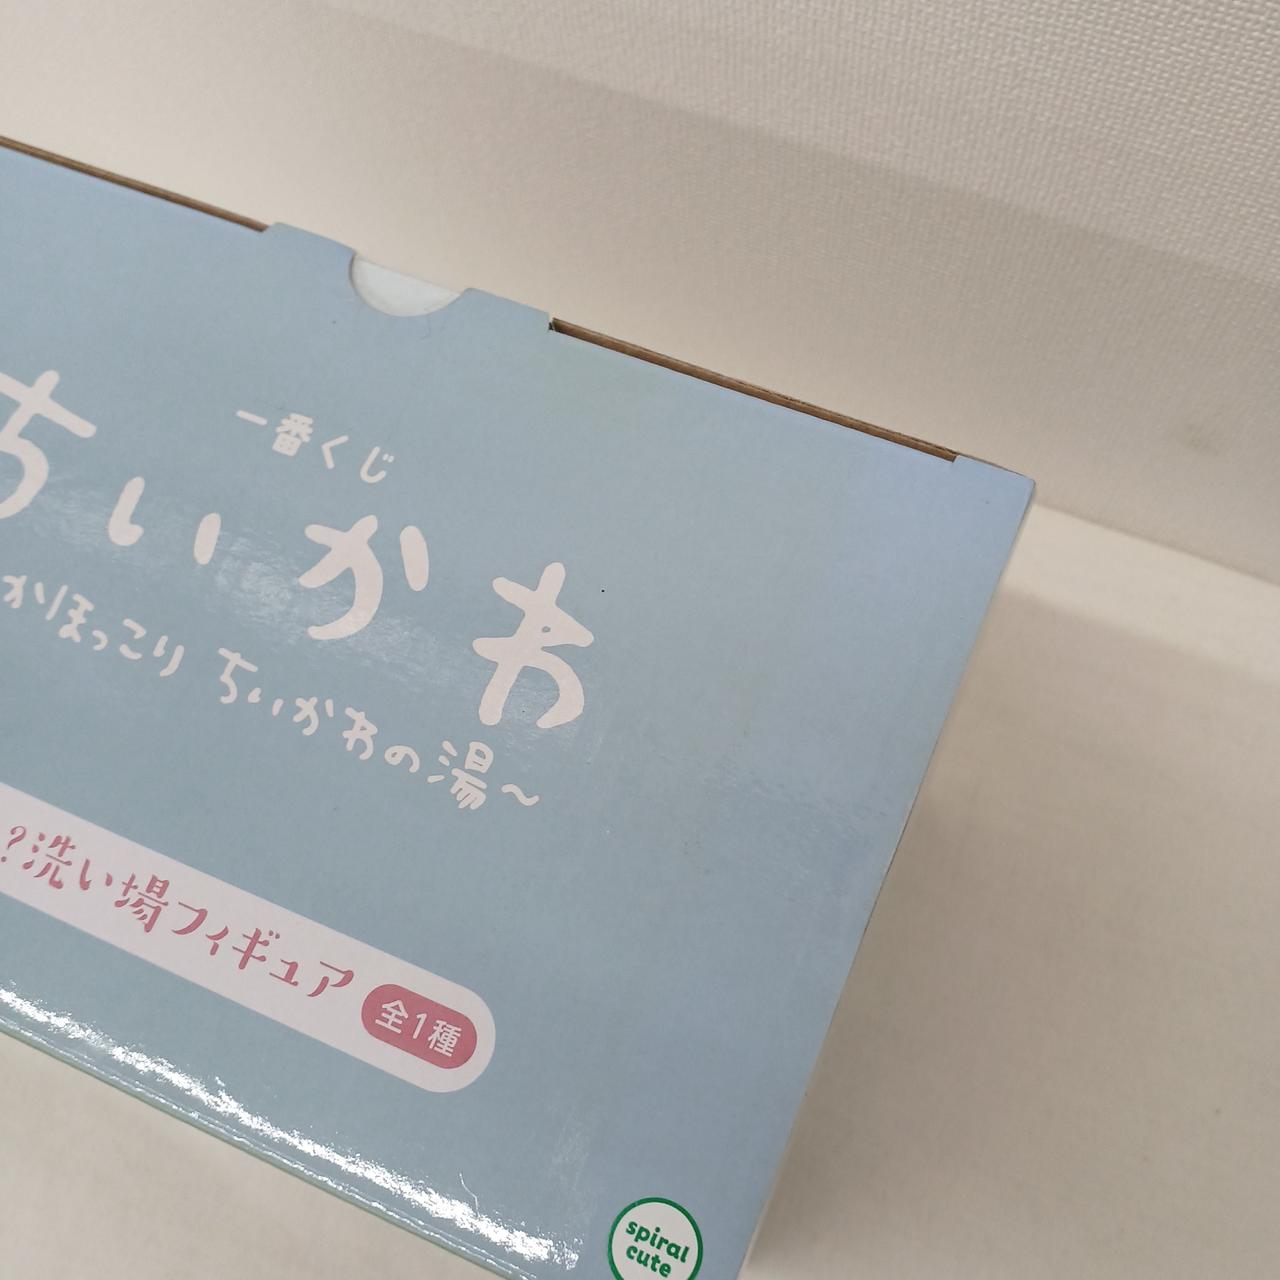 一番くじ
ちいかわ
かほっこり ちいかわの湯~
?洗い場フィギュア 全1種
spiral
cute